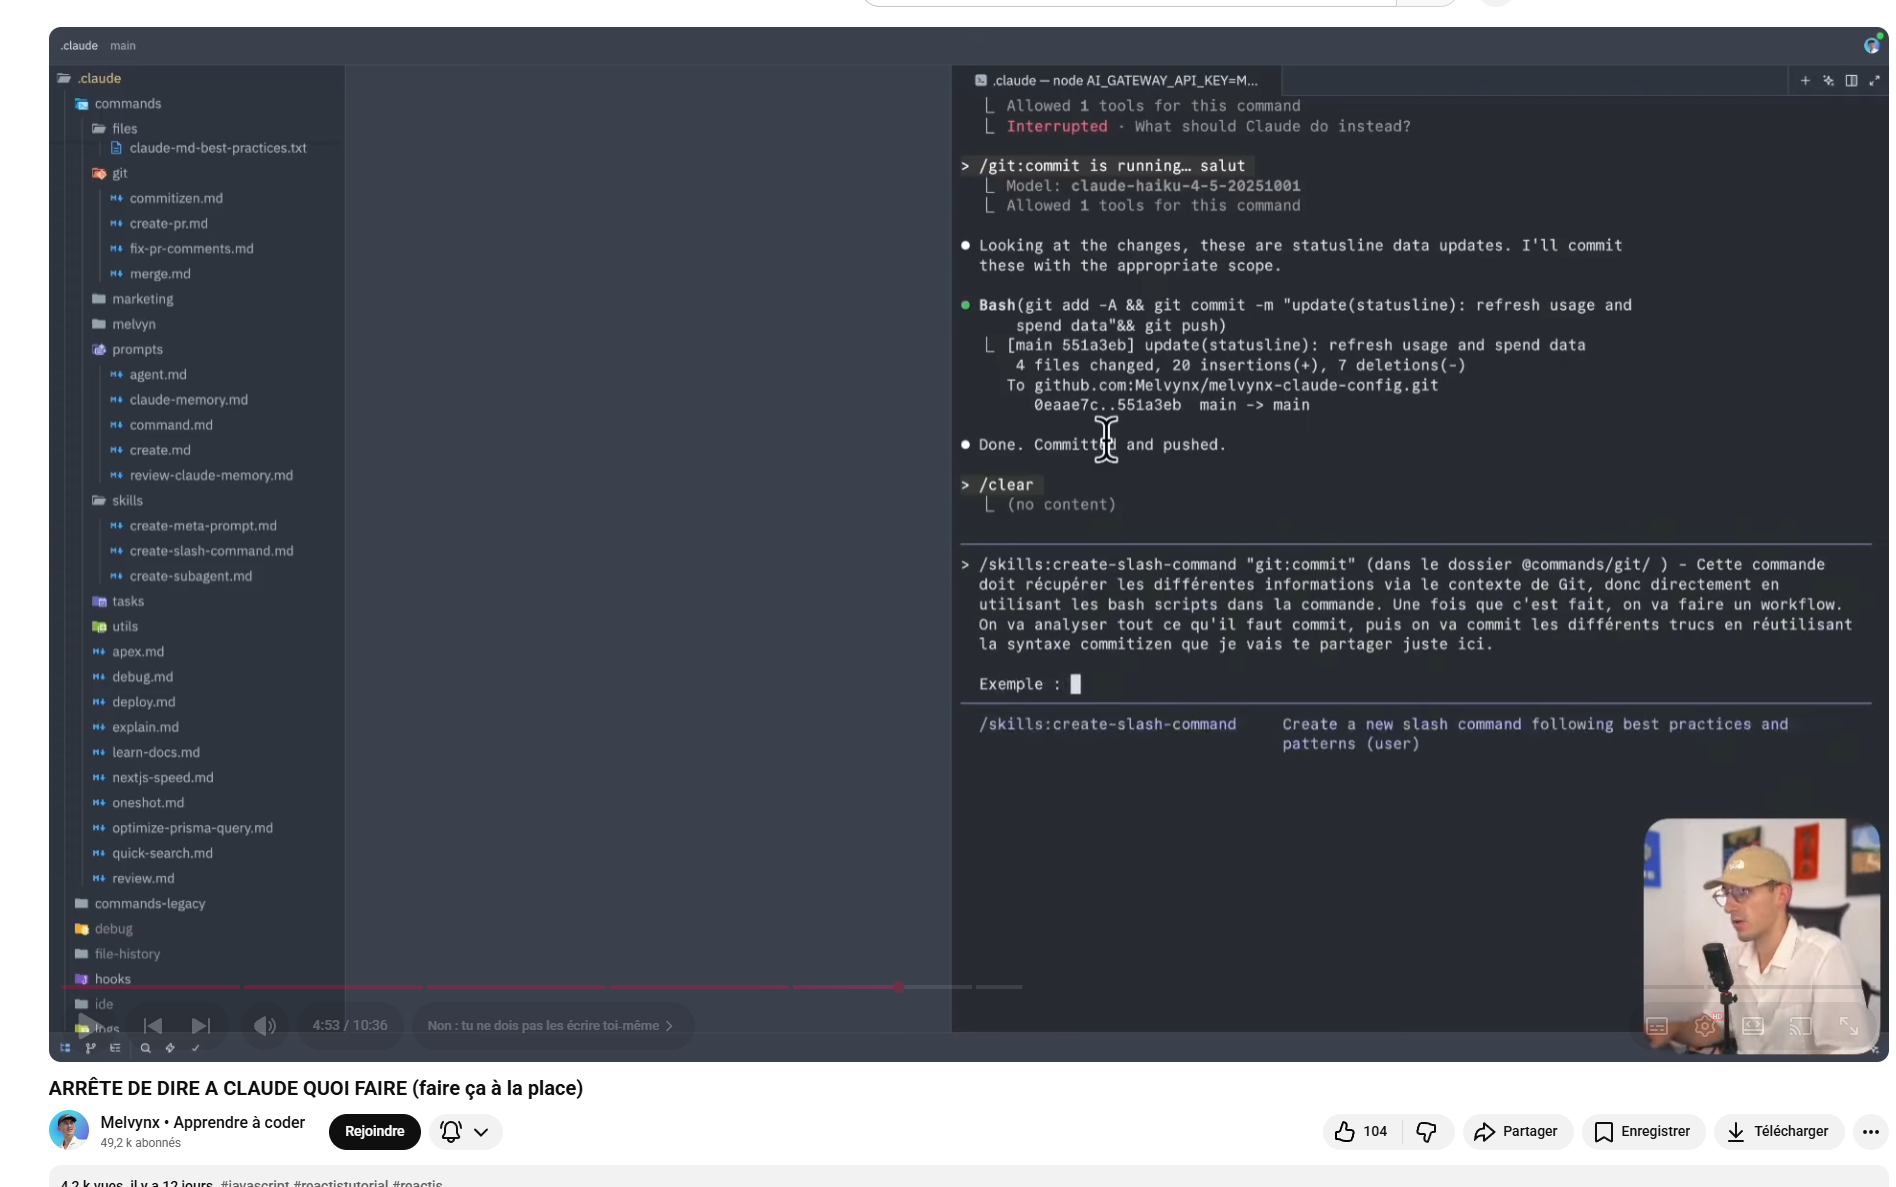 .claude main
.claude
commands
files
claude-md-best-practices.txt
git
commitizen.md
create-pr.md
fix-pr-comments.md
merge.md
marketing
melvyn
prompts
agent.md
claude-memory.md
command.md
create.md
review-claude-memory.md
skills
create-meta-prompt.md
create-slash-command.md
create-subagent.md
tasks
utils
apex.md
debug.md
deploy.md
explain.md
learn-docs.md
nextjs-speed.md
oneshot.md
optimize-prisma-query.md
quick-search.md
review.md
commands-legacy
debug
file-history
hooks
ide
logs
.claude — node AI_GATEWAY_API_KEY=M...
Allowed 1 tools for this command
Interrupted · What should Claude do instead?
> /git:commit is running… salut
Model: claude-haiku-4-5-20251001
Allowed 1 tools for this command
Looking at the changes, these are statusline data updates. I'll commit
these with the appropriate scope.
Bash(git add -A && git commit -m "update(statusline): refresh usage and
spend data"&& git push)
[main 551a3eb] update(statusline): refresh usage and spend data
4 files changed, 20 insertions(+), 7 deletions(-)
To github.com:Melvynx/melvynx-claude-config.git
0eaae7c..551a3eb main -> main
Done. Committed and pushed.
> /clear
(no content)
> /skills:create-slash-command "git:commit" (dans le dossier @commands/git/ ) - Cette commande
doit récupérer les différentes informations via le contexte de Git, donc directement en
utilisant les bash scripts dans la commande. Une fois que c'est fait, on va faire un workflow.
On va analyser tout ce qu'il faut commit, puis on va commit les différents trucs en réutilisant
la syntaxe commitizen que je vais te partager juste ici.
Exemple :
/skills:create-slash-command Create a new slash command following best practices and
patterns (user)
4:53 / 10:36
Non : tu ne dois pas les écrire toi-même
HD
ARRÊTE DE DIRE A CLAUDE QUOI FAIRE (faire ça à la place)
Melvynx • Apprendre à coder
49,2 k abonnés
Rejoindre
104
Partager
Enregistrer
Télécharger
4,2 k vues il y a 12 jours #javascript #reactjstutorial #reactjs